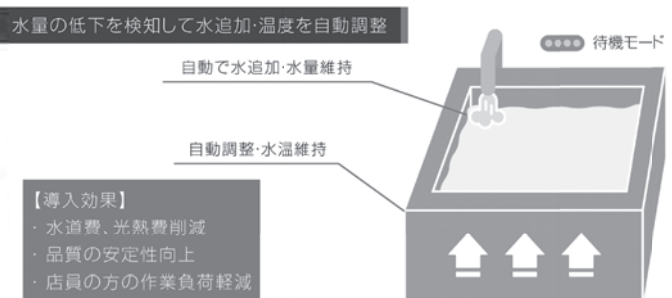 水量の低下を検知して水追加・温度を自動調整
待機モード
自動で水追加・水量維持
自動調整・水温維持
【導入効果】
・水道費、光熱費削減
・品質の安定性向上
・店員の方の作業負荷軽減